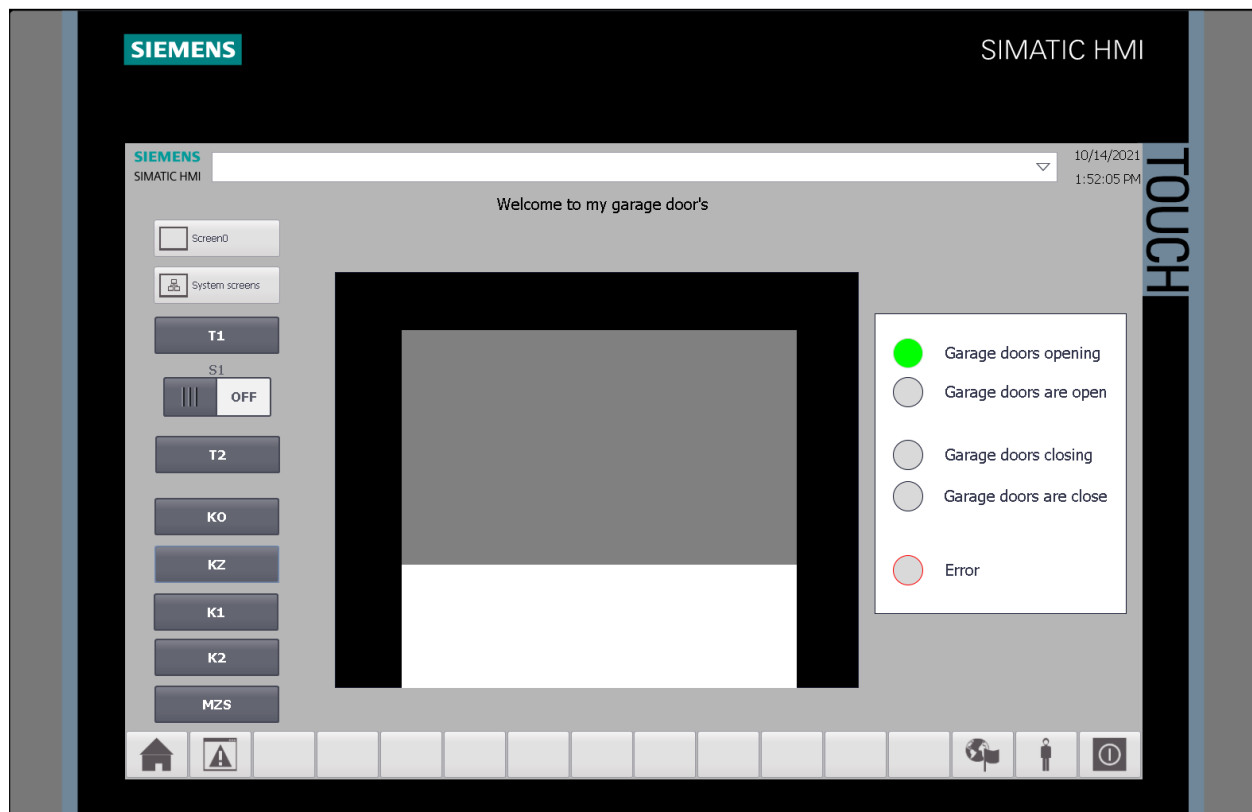 SIEMENS
SIMATIC HMI
TOUCH
SIEMENS
SIMATIC HMI
10/14/2021
1:52:05 PM
Welcome to my garage door's
Screen0
System screens
T1
S1
OFF
T2
KO
KZ
K1
K2
MZS
Garage doors opening
Garage doors are open
Garage doors closing
Garage doors are close
Error